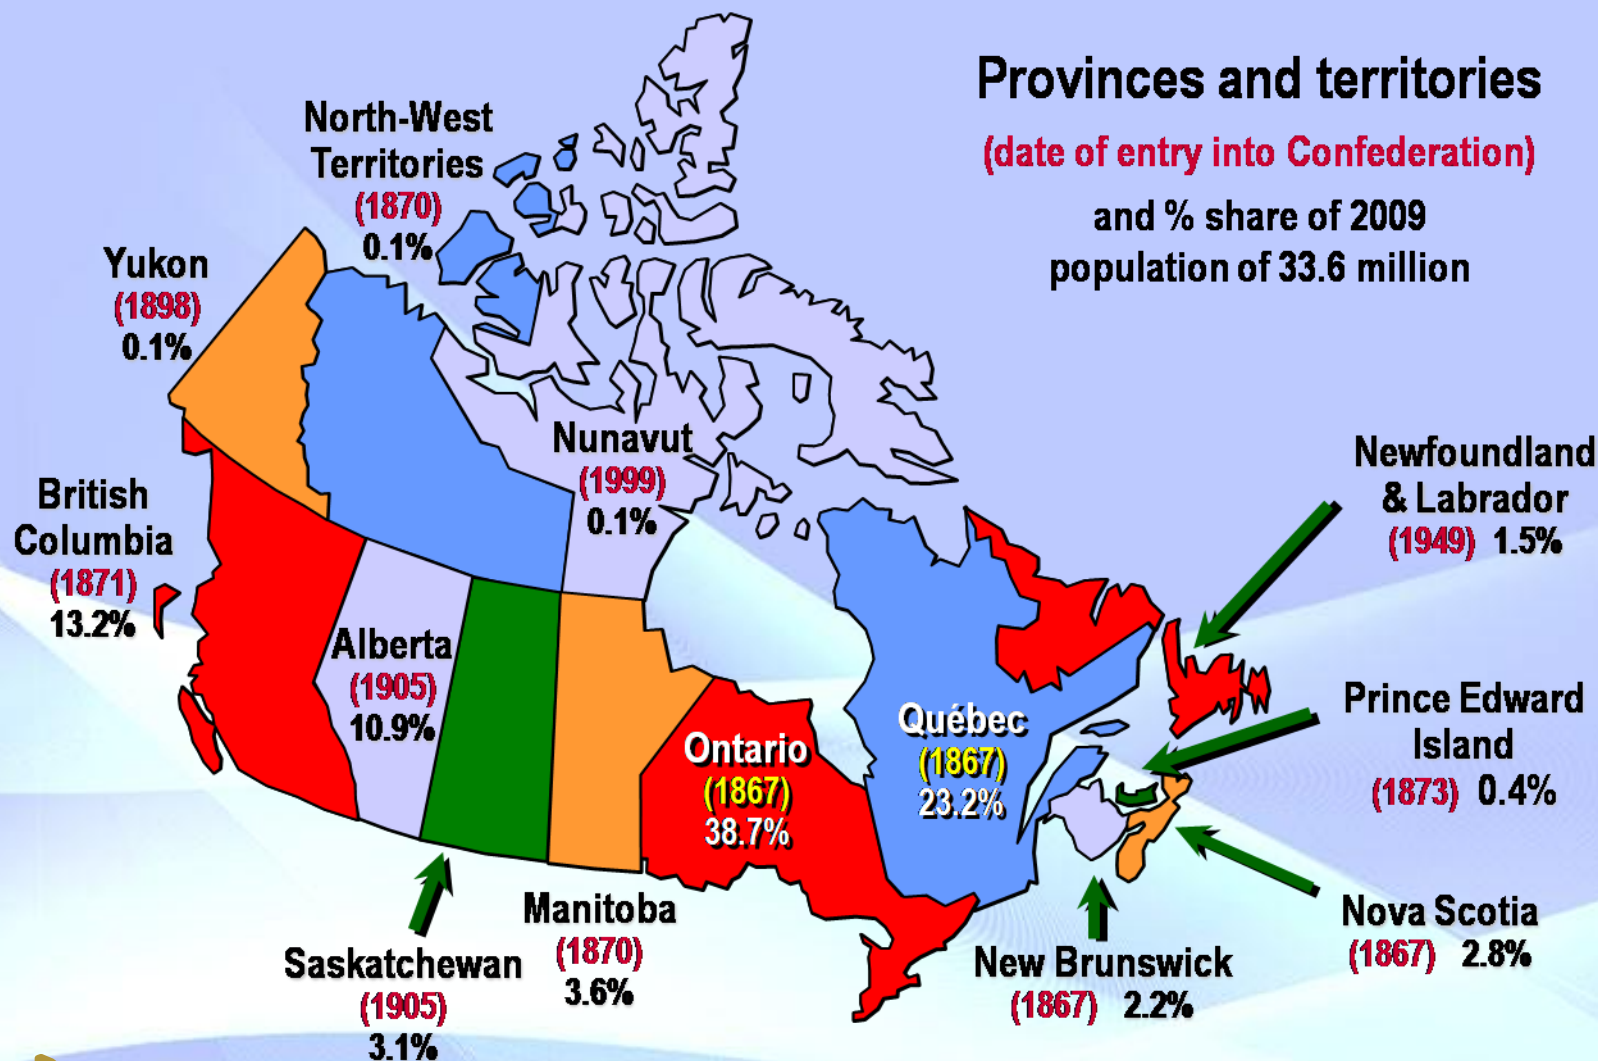 Provinces and territories
(date of entry into Confederation)
and % share of 2009
population of 33.6 million
North-West
Territories
(1870)
0.1%
Yukon
(1898)
0.1%
Nunavut
(1999)
0.1%
British
Columbia
(1871)
13.2%
Alberta
(1905)
10.9%
Saskatchewan
(1905)
3.1%
Manitoba
(1870)
3.6%
Ontario
(1867)
38.7%
Québec
(1867)
23.2%
Newfoundland
& Labrador
(1949) 1.5%
Prince Edward
Island
(1873) 0.4%
Nova Scotia
(1867) 2.8%
New Brunswick
(1867) 2.2%